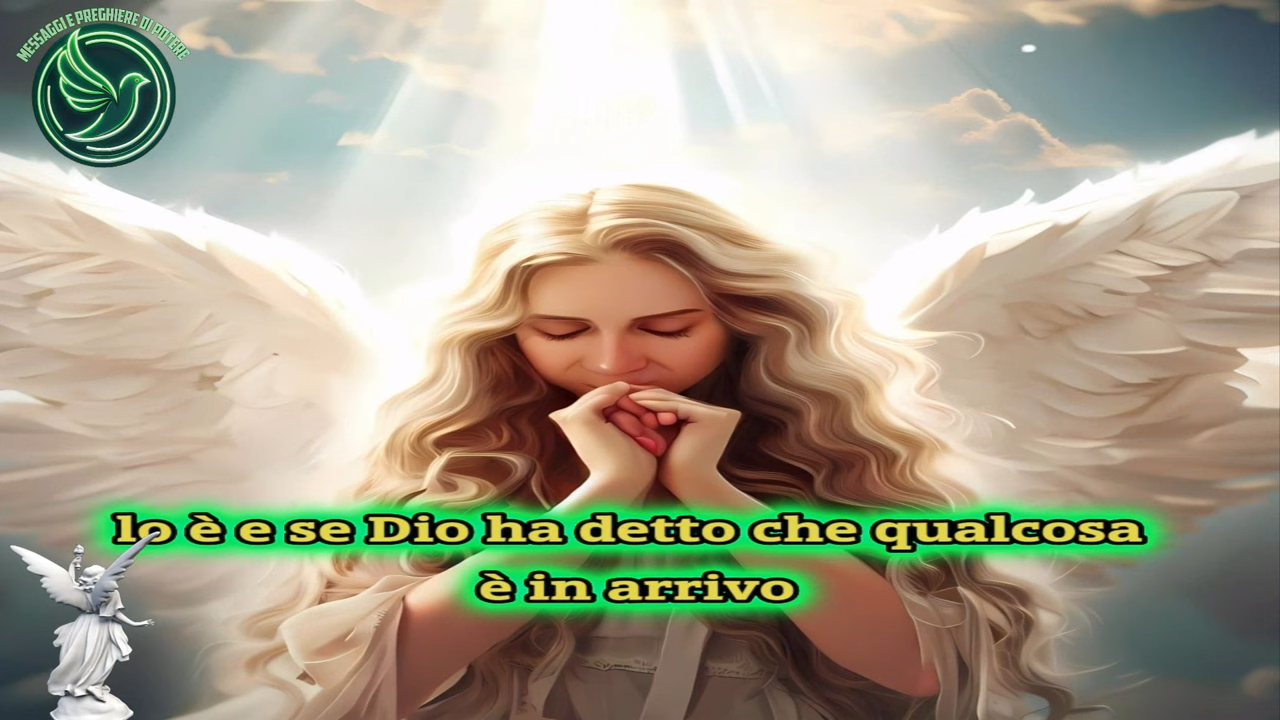 MESSAGGI E PREGHIERE DI POTERE
lo è e se Dio ha detto che qualcosa
è in arrivo